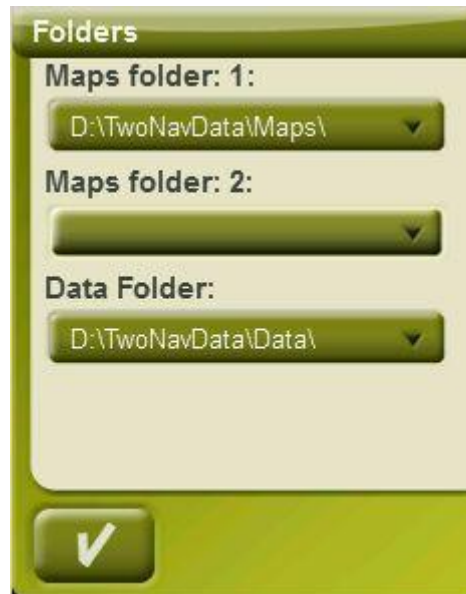 Folders
Maps folder: 1:
D:\TwoNavData\Maps\
Maps folder: 2:
Data Folder:
D:\TwoNavData\Data\